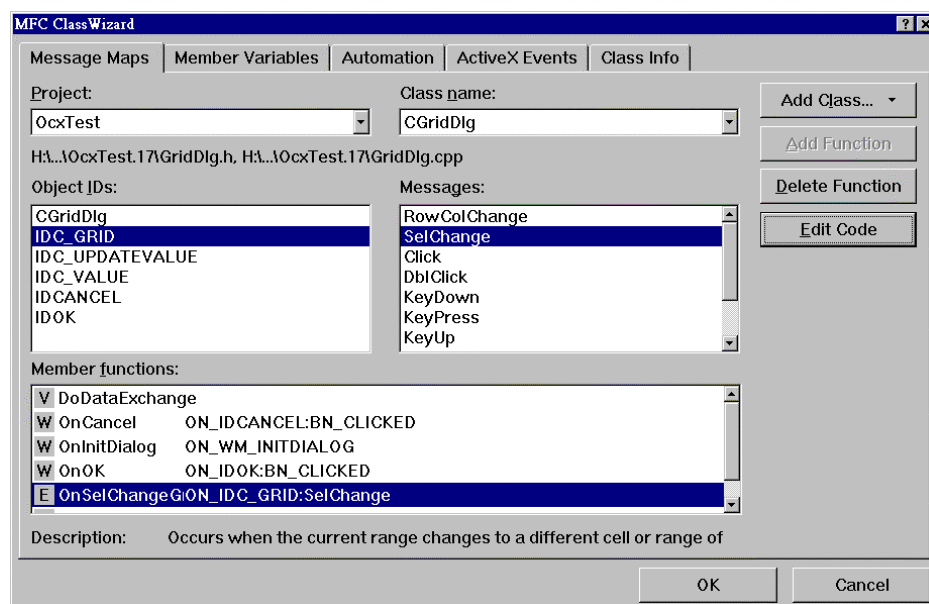 MFC ClassWizard
Message Maps Member Variables Automation ActiveX Events Class Info
Project: Class name:
OcxTest CGridDlg
Add Class...
Add Function
H:\...\OcxTest.17\GridDlg.h, H:\...\OcxTest.17\GridDlg.cpp
Object IDs: Messages:
Delete Function
Edit Code
CGridDlg
IDC_GRID
IDC_UPDATEVALUE
IDC_VALUE
IDCANCEL
IDOK
RowColChange
SelChange
Click
DblClick
KeyDown
KeyPress
KeyUp
Member functions:
V DoDataExchange
W OnCancel ON_IDCANCEL:BN_CLICKED
W OnInitDialog ON_WM_INITDIALOG
W OnOK ON_IDOK:BN_CLICKED
E OnSelChangeG ON_IDC_GRID:SelChange
Description: Occurs when the current range changes to a different cell or range of
OK Cancel